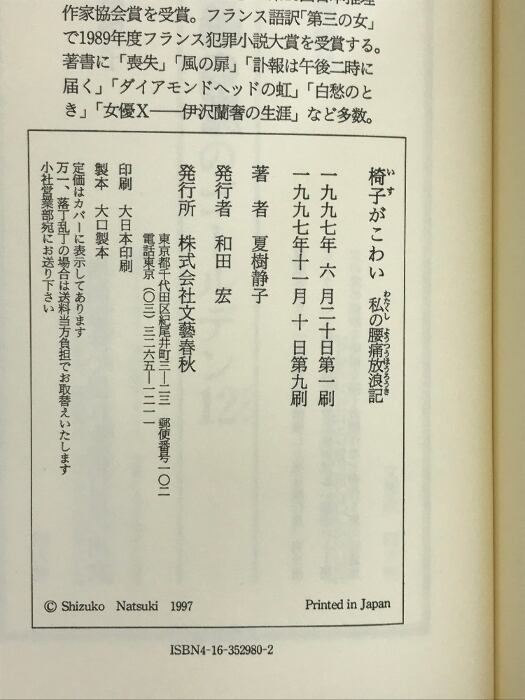 作家協会賞を受賞。フランス語訳「第三の女」
で1989年度フランス犯罪小説大賞を受賞する。
著書に「喪失」「風の扉」「訃報は午後二時に
届く」「ダイアモンドヘッドの虹」「白愁のと
き」「女優X――伊沢蘭奢の生涯」など多数。
椅子がこわい 私の腰痛放浪記
一九九七年 六 月二十日第一刷
一九九七年十一月 十 日第九刷
著 者 夏樹静子
発行者 和田 宏
発行所 株式会社文藝春秋
東京都千代田区紀尾井町三―二三 郵便番号一〇二
電話東京(〇三)三二六五―一二一一
印刷 大日本印刷
製本 大口製本
定価はカバーに表示してあります
万一、落丁乱丁の場合は送料当方負担でお取替えいたします
小社営業部宛にお送り下さい
© Shizuko Natsuki 1997 Printed in Japan
ISBN4-16-352980-2